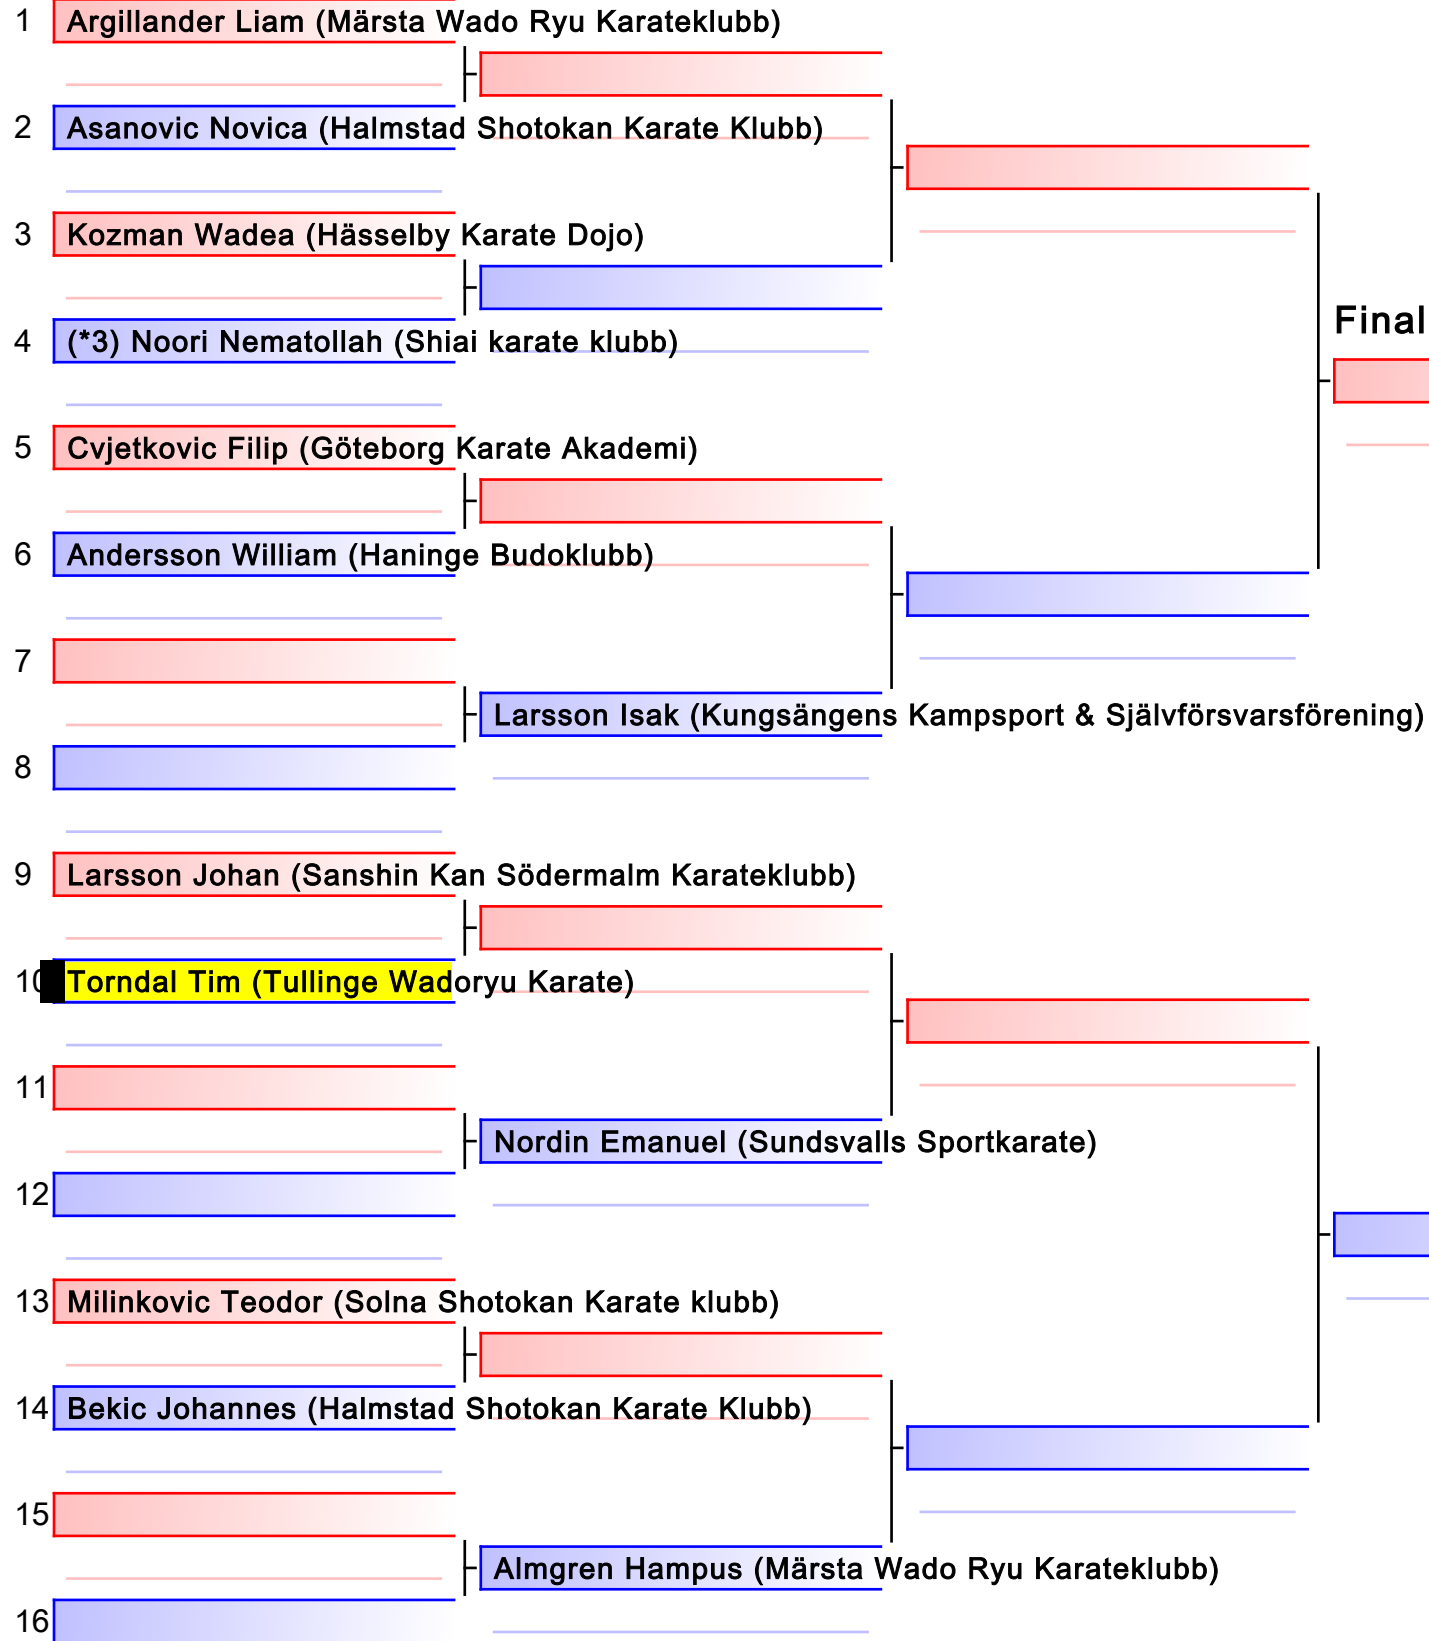 1 Argillander Liam (Märsta Wado Ryu Karateklubb)
2 Asanovic Novica (Halmstad Shotokan Karate Klubb)
3 Kozman Wadea (Hässelby Karate Dojo)
Final
4 (*3) Noori Nematollah (Shiai karate klubb)
5 Cvjetkovic Filip (Göteborg Karate Akademi)
6 Andersson William (Haninge Budoklubb)
7
Larsson Isak (Kungsängens Kampsport & Självförsvarsförening)
8
9 Larsson Johan (Sanshin Kan Södermalm Karateklubb)
10 Torndal Tim (Tullinge Wadoryu Karate)
11
Nordin Emanuel (Sundsvalls Sportkarate)
12
13 Milinkovic Teodor (Solna Shotokan Karate klubb)
14 Bekic Johannes (Halmstad Shotokan Karate Klubb)
15
Almgren Hampus (Märsta Wado Ryu Karateklubb)
16